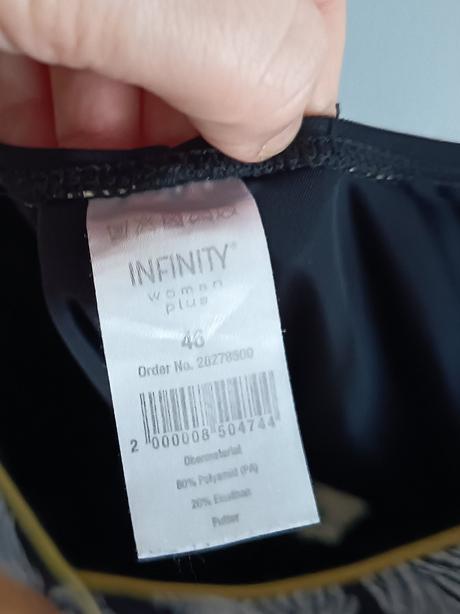 INFINITY®
woman
plus
46
Order No. 28278500
2 000008 504744
Obermaterial
80% Polyamid (PA)
20% Elasthan
Futter